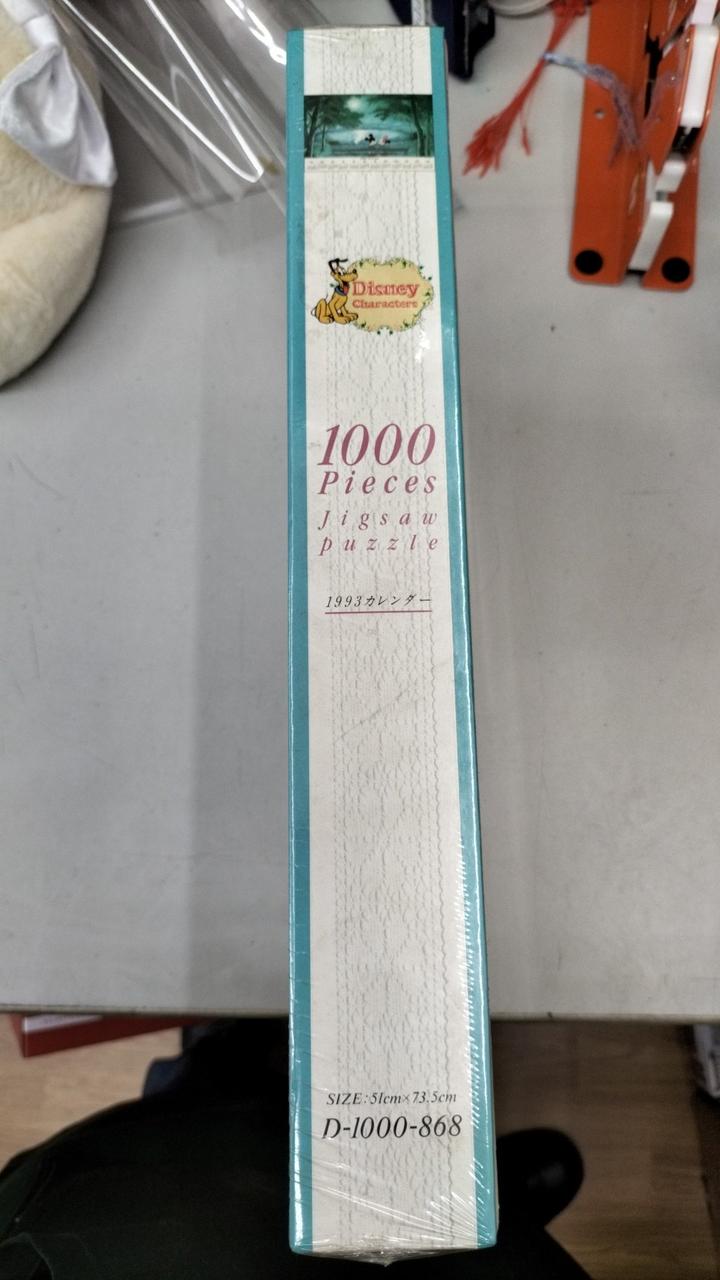 Disney
Characters
1000
Pieces
Jigsaw
puzzle
1993カレンダー
SIZE:51cm×73.5cm
D-1000-868